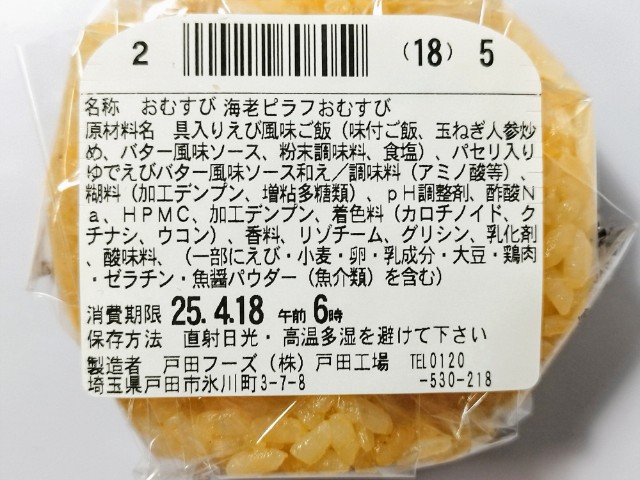 2 (18) 5
名称 おむすび 海老ピラフおむすび
原材料名 具入りえび風味ご飯(味付ご飯、玉ねぎ人参炒
め、バター風味ソース、粉末調味料、食塩)、パセリ入り
ゆでえびバター風味ソース和え/調味料(アミノ酸等)、
糊料(加工デンプン、増粘多糖類)、pH調整剤、酢酸N
a、HPMC、加工デンプン、着色料(カロチノイド、ク
チナシ、ウコン)、香料、リゾチーム、グリシン、乳化剤
、酸味料、(一部にえび・小麦・卵・乳成分・大豆・鶏肉
・ゼラチン・魚醤パウダー(魚介類)を含む)
消費期限 25.4.18 午前 6時
保存方法 直射日光・高温多湿を避けて下さい
製造者 戸田フーズ(株)戸田工場 TEL0120
埼玉県戸田市氷川町3-7-8 -530-218